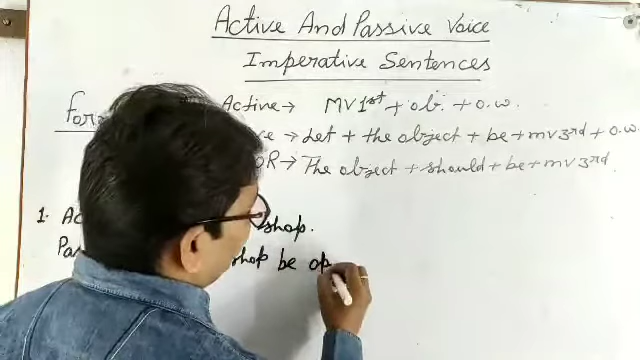 Active And Passive Voice
Imperative Sentences
Active → MV1st + ob. + o.w.
→ Let + the object + be + mv3rd + o.w
OR → The object + should + be + mv3rd.
1. shop.
shop be op